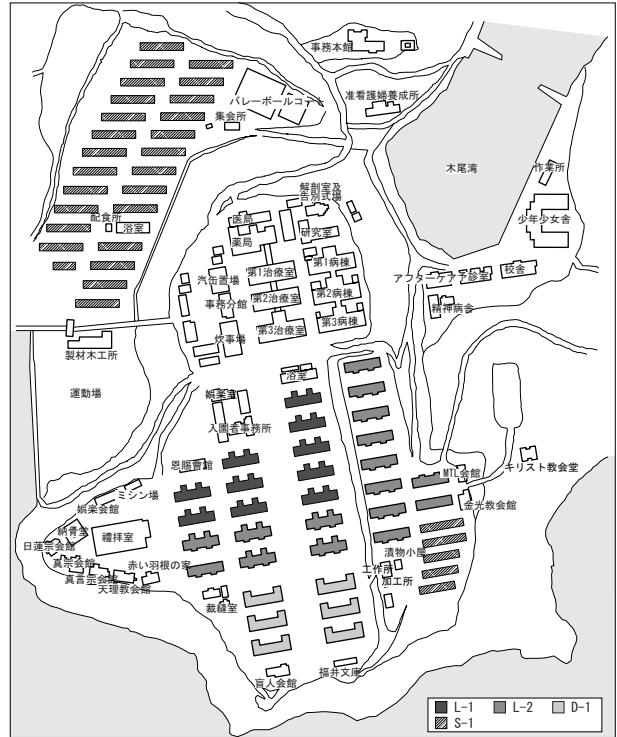 事務本館
准看護婦養成所
バレーボールコート
集会所
木尾湾
作業所
少年少女舎
配食所
浴室
解剖室及
告別式場
医局
薬局
研究室
第1病棟
第1治療室
汽缶置場
第2病棟
第2治療室
事務分館
第3病棟
第3治療室
炊事場
アフターケア下診室
校舎
精神病舎
製材木工所
運動場
浴室
娯楽室
入園者事務所
恩賜會館
ミシン場
娯楽会館
納骨堂
禮拜室
日蓮宗会館
真宗会館
真言宗会館
天理教会館
赤い羽根の家
裁縫室
盲人会館
福井文庫
MTL会館
キリスト教会堂
金光教会館
漬物小屋
工作所
加工所
L-1 L-2 D-1
S-1